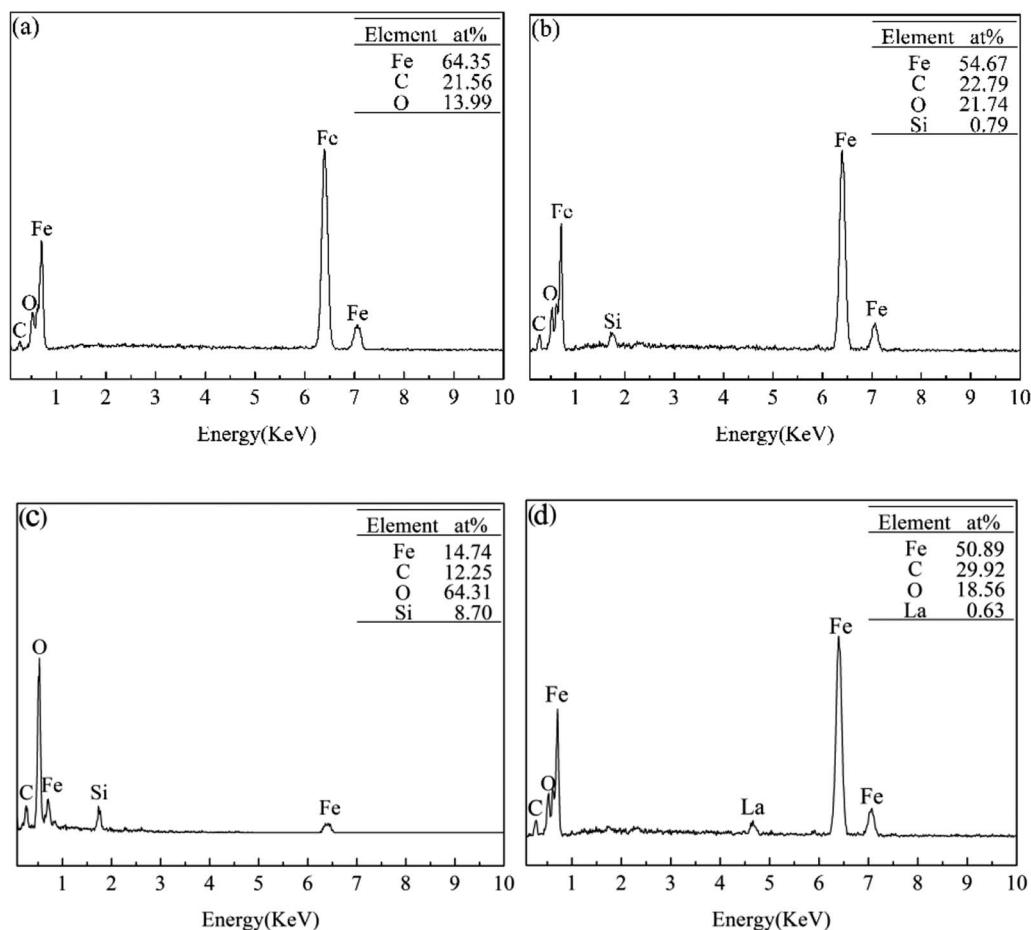 (a)
Element at%
Fe 64.35
C 21.56
O 13.99
Fe
Fe
O
Fe
C
1 2 3 4 5 6 7 8 9 10
Energy(KeV)
(b)
Element at%
Fe 54.67
C 22.79
O 21.74
Si 0.79
Fe
Fe
O
Fe
C
Si
1 2 3 4 5 6 7 8 9 10
Energy(KeV)
(c)
Element at%
Fe 14.74
C 12.25
O 64.31
Si 8.70
O
C
Fe
Si
Fe
1 2 3 4 5 6 7 8 9 10
Energy(KeV)
(d)
Element at%
Fe 50.89
C 29.92
O 18.56
La 0.63
Fe
Fe
O
Fe
C
La
1 2 3 4 5 6 7 8 9 10
Energy(KeV)